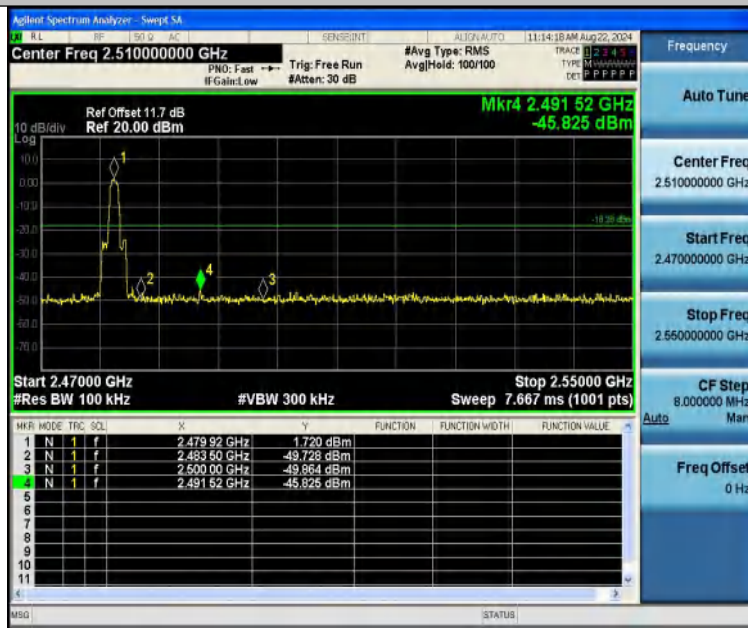 Agilent Spectrum Analyzer - Swept SA
RL RF 50 Ω AC SENSE:INT ALIGN AUTO 11:14:18 AM Aug 22, 2024
Center Freq 2.510000000 GHz
PNO: Fast
IFGain:Low
Trig: Free Run
#Atten: 30 dB
#Avg Type: RMS
Avg|Hold: 100/100
TRACE 1 2 3 4 5 6
TYPE
DET P P P P P P
Frequency
Auto Tune
Center Freq
2.510000000 GHz
Start Freq
2.470000000 GHz
Stop Freq
2.550000000 GHz
CF Step
8.000000 MHz
Auto Man
Freq Offset
0 Hz
Mkr4 2.491 52 GHz
-45.825 dBm
Ref Offset 11.7 dB
10 dB/div Ref 20.00 dBm
Log
10.0
0.00
-10.0
-20.0
-30.0
-40.0
-50.0
-60.0
-70.0
1
2
4
3
Start 2.47000 GHz Stop 2.55000 GHz
#Res BW 100 kHz #VBW 300 kHz Sweep 7.667 ms (1001 pts)
MKR MODE TRC SCL X Y FUNCTION FUNCTION WIDTH FUNCTION VALUE
1 N 1 f 2.479 92 GHz 1.720 dBm
2 N 1 f 2.483 50 GHz -49.728 dBm
3 N 1 f 2.500 00 GHz -49.864 dBm
4 N 1 f 2.491 52 GHz -45.825 dBm
5
6
7
8
9
10
11
MSG STATUS